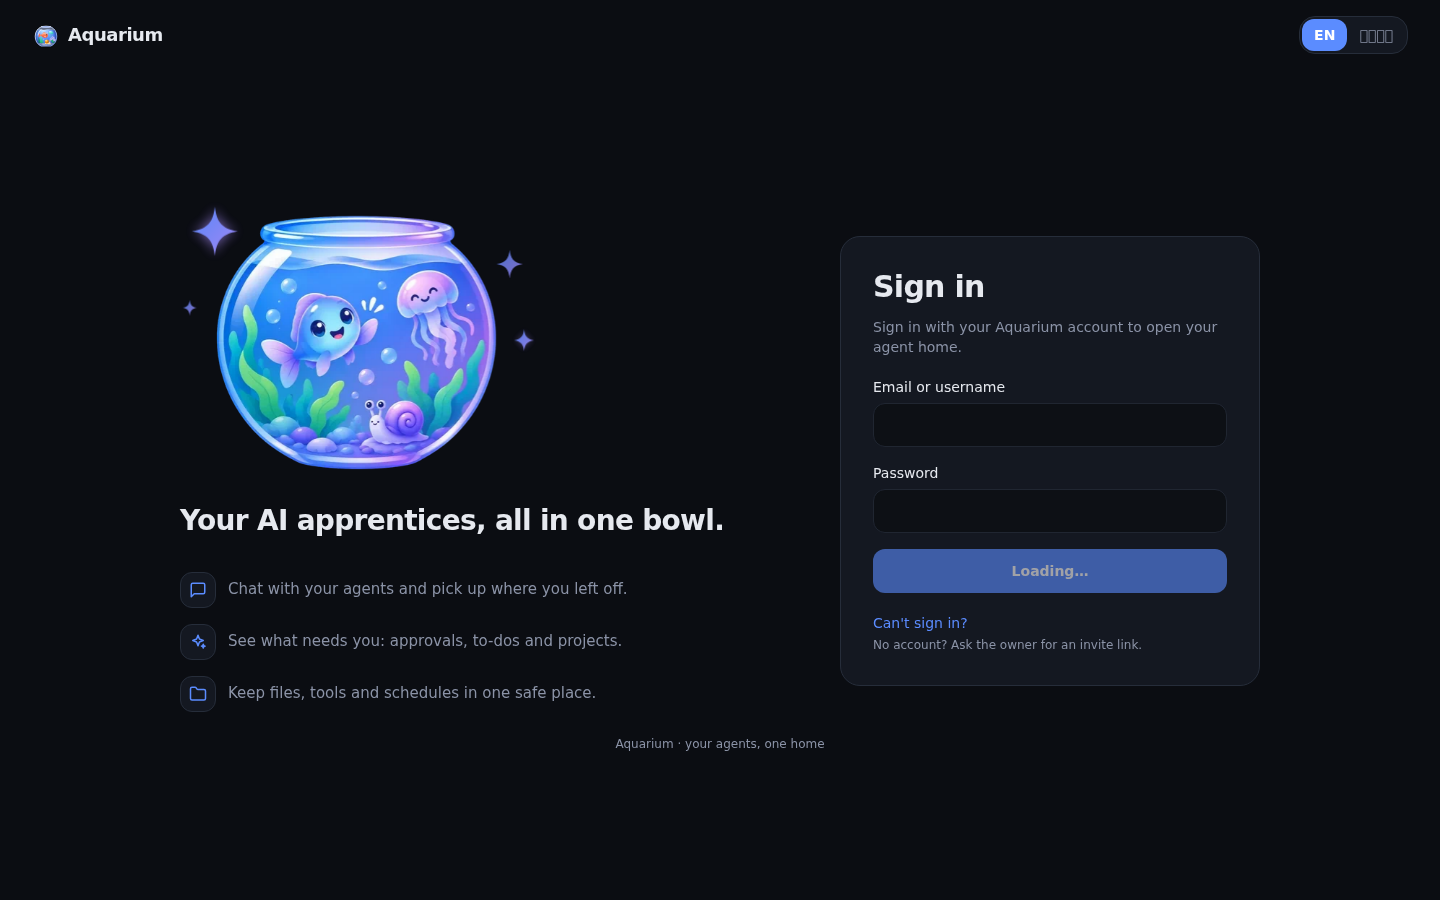 Aquarium
EN
Your AI apprentices, all in one bowl.
Chat with your agents and pick up where you left off.
See what needs you: approvals, to-dos and projects.
Keep files, tools and schedules in one safe place.
Sign in
Sign in with your Aquarium account to open your
agent home.
Email or username
Password
Loading…
Can't sign in?
No account? Ask the owner for an invite link.
Aquarium · your agents, one home